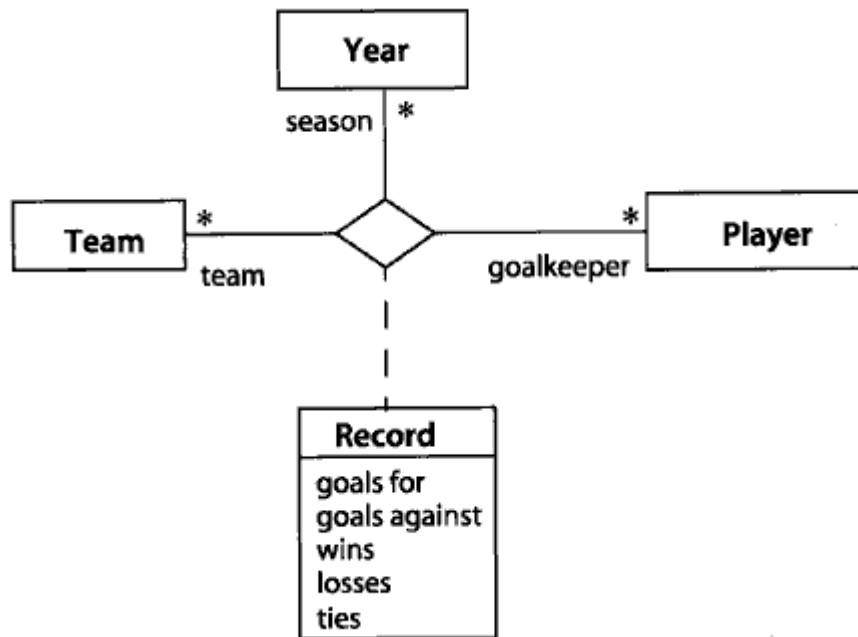 Year
season
*
*
Team
team
*
Player
goalkeeper
Record
goals for
goals against
wins
losses
ties